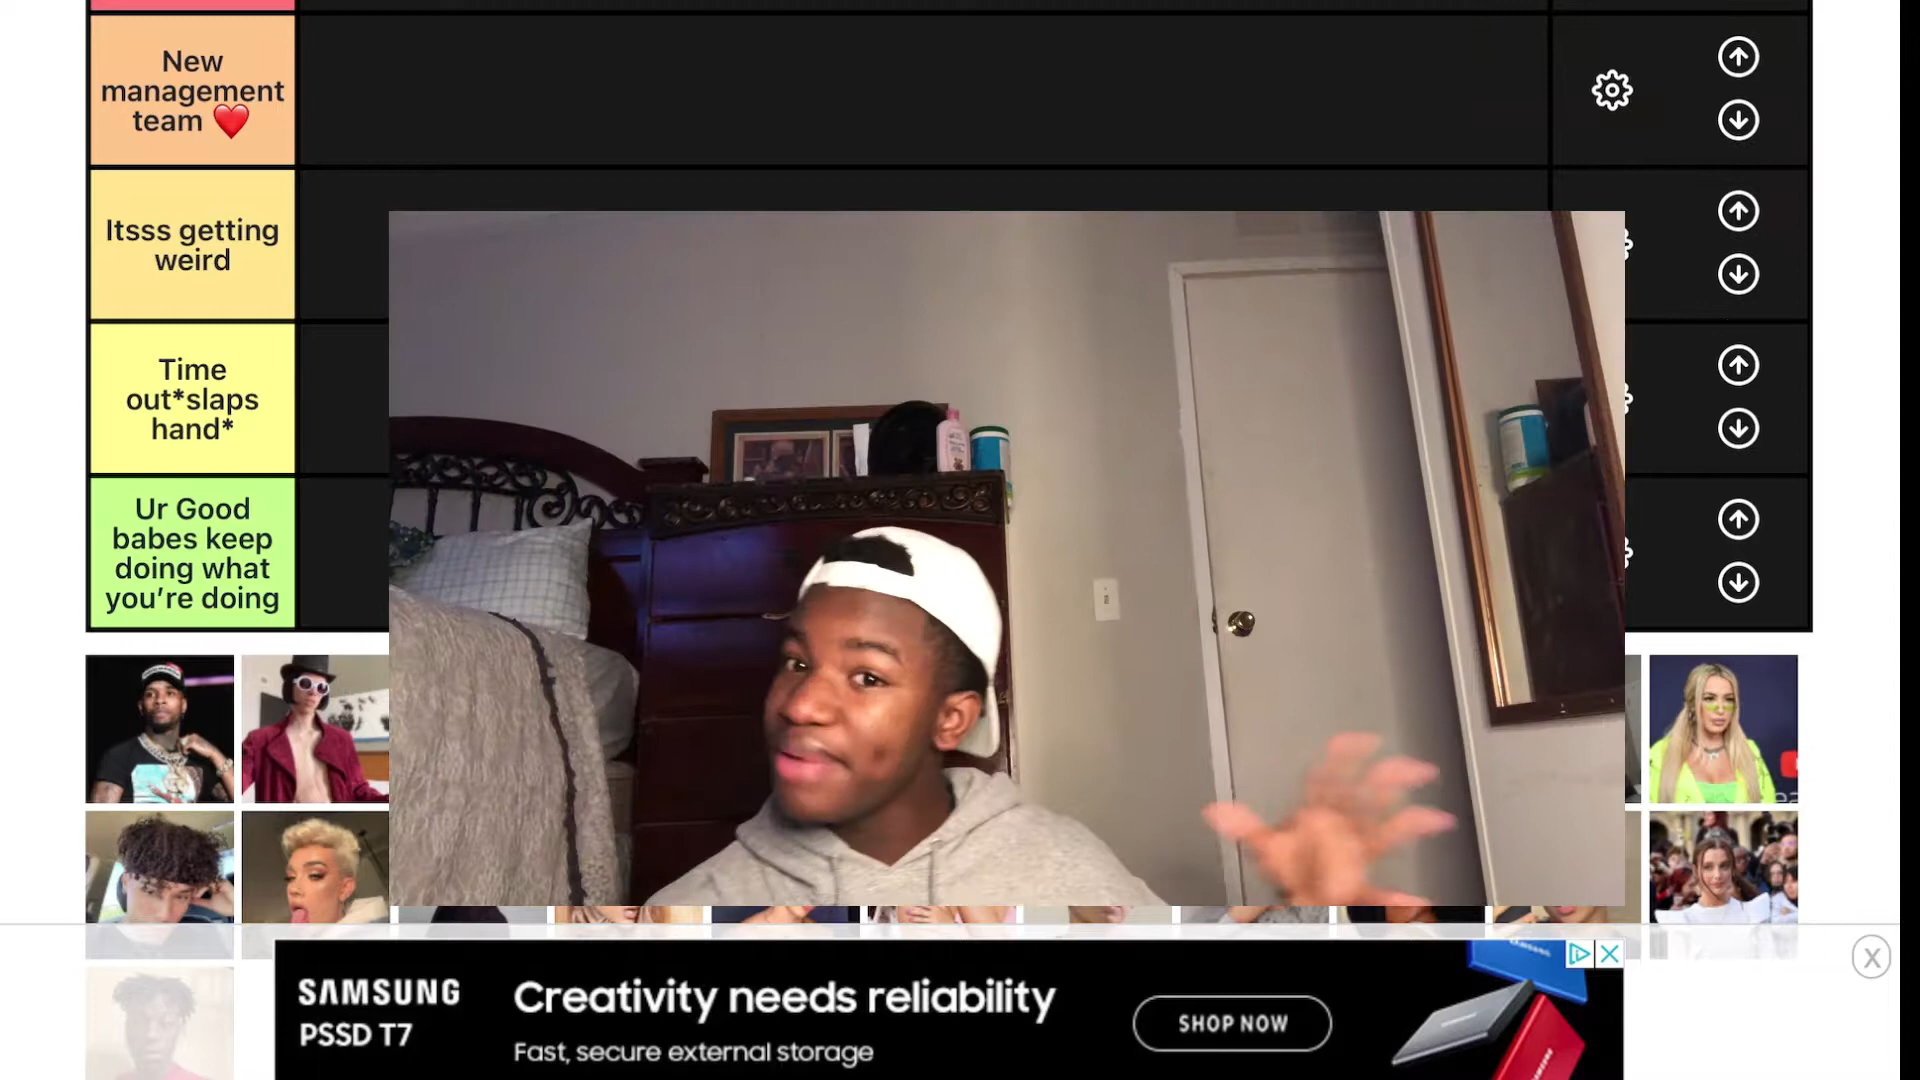 New
management
team ❤️
Itsss getting
weird
Time
out*slaps
hand*
Ur Good
babes keep
doing what
you’re doing
SAMSUNG
PSSD T7
Creativity needs reliability
Fast, secure external storage
SHOP NOW
X